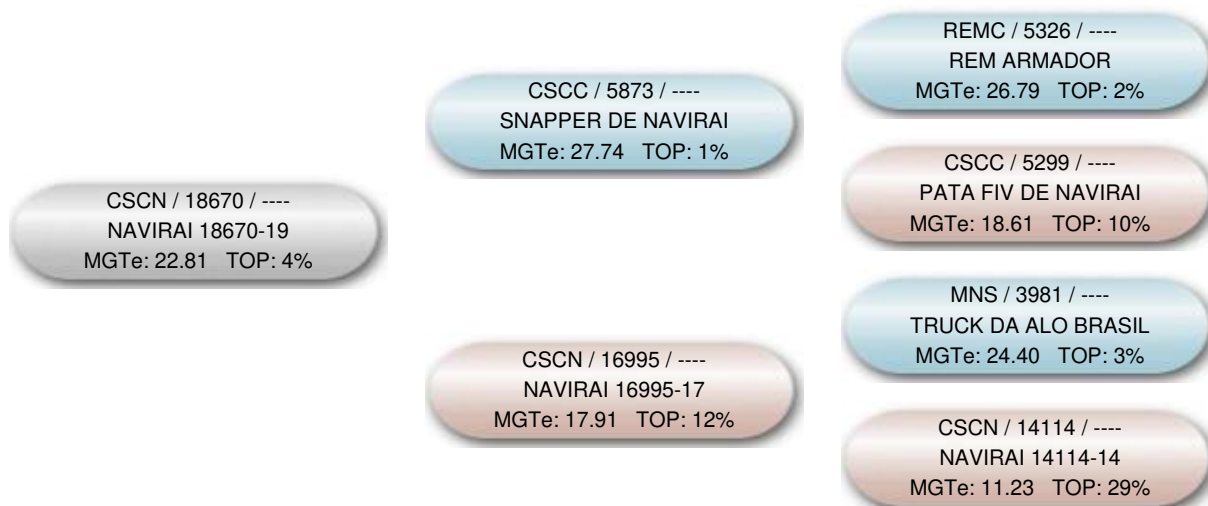 CSCN / 18670 / ----
NAVIRAI 18670-19
MGTe: 22.81 TOP: 4%
CSCC / 5873 / ----
SNAPPER DE NAVIRAI
MGTe: 27.74 TOP: 1%
CSCN / 16995 / ----
NAVIRAI 16995-17
MGTe: 17.91 TOP: 12%
REMC / 5326 / ----
REM ARMADOR
MGTe: 26.79 TOP: 2%
CSCC / 5299 / ----
PATA FIV DE NAVIRAI
MGTe: 18.61 TOP: 10%
MNS / 3981 / ----
TRUCK DA ALO BRASIL
MGTe: 24.40 TOP: 3%
CSCN / 14114 / ----
NAVIRAI 14114-14
MGTe: 11.23 TOP: 29%